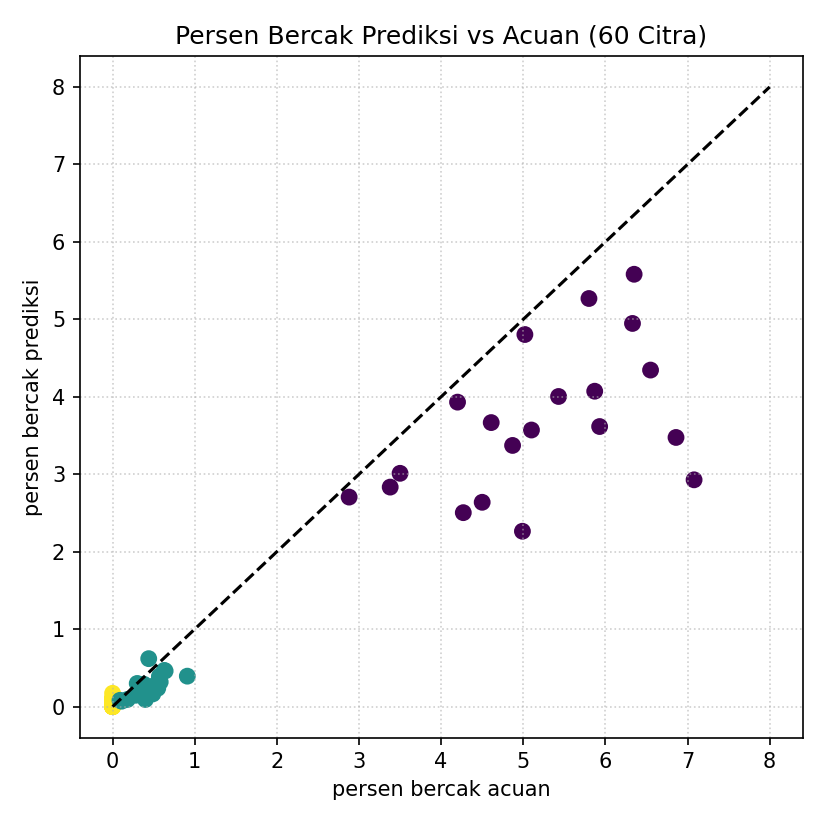 Persen Bercak Prediksi vs Acuan (60 Citra)
persen bercak prediksi
8
7
6
5
4
3
2
1
0
0 1 2 3 4 5 6 7 8
persen bercak acuan